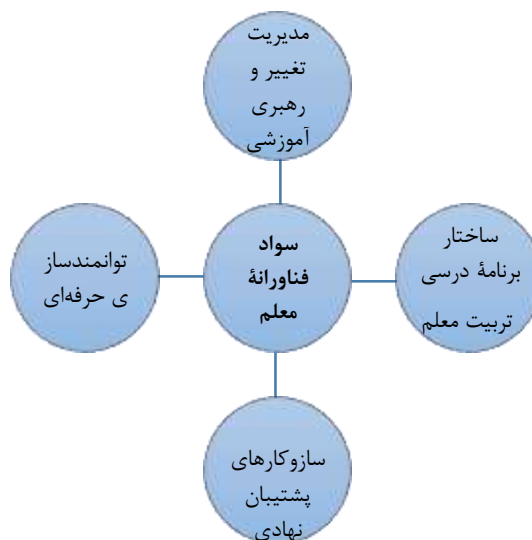 مدیریت
تغییر و
رهبری
آموزشی
ساختار
برنامهٔ درسی
تربیت معلم
سواد
فناورانهٔ
معلم
توانمندساز
ی حرفه‌ای
سازوکارهای
پشتیبان
نهادی